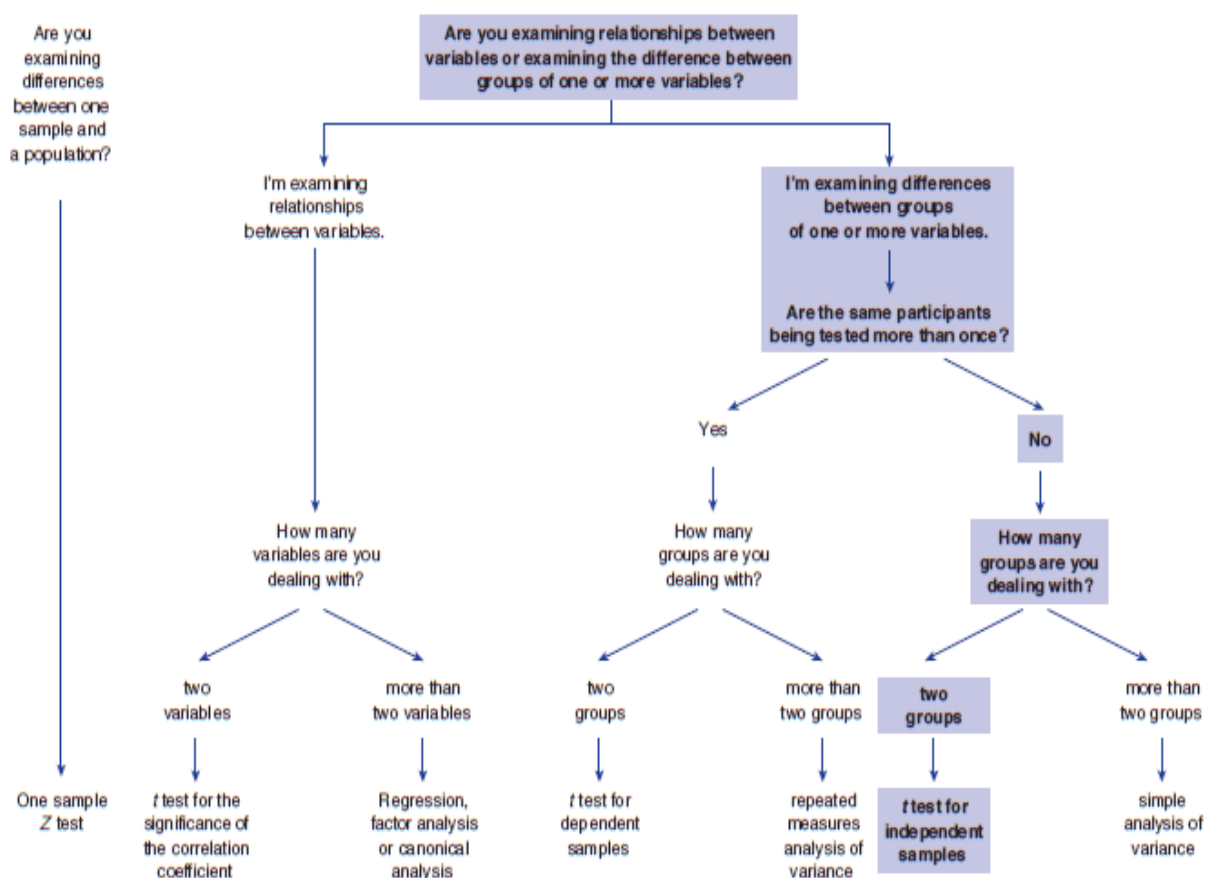 Are you
examining
differences
between one
sample and
a population?
One sample
Z test
Are you examining relationships between
variables or examining the difference between
groups of one or more variables?
I'm examining
relationships
between variables.
How many
variables are you
dealing with?
two
variables
t test for the
significance of
the correlation
coefficient
more than
two variables
Regression,
factor analysis
or canonical
analysis
I'm examining differences
between groups
of one or more variables.
Are the same participants
being tested more than once?
Yes
How many
groups are you
dealing with?
two
groups
t test for
dependent
samples
more than
two groups
repeated
measures
analysis of
variance
No
How many
groups are you
dealing with?
two
groups
t test for
independent
samples
more than
two groups
simple
analysis of
variance